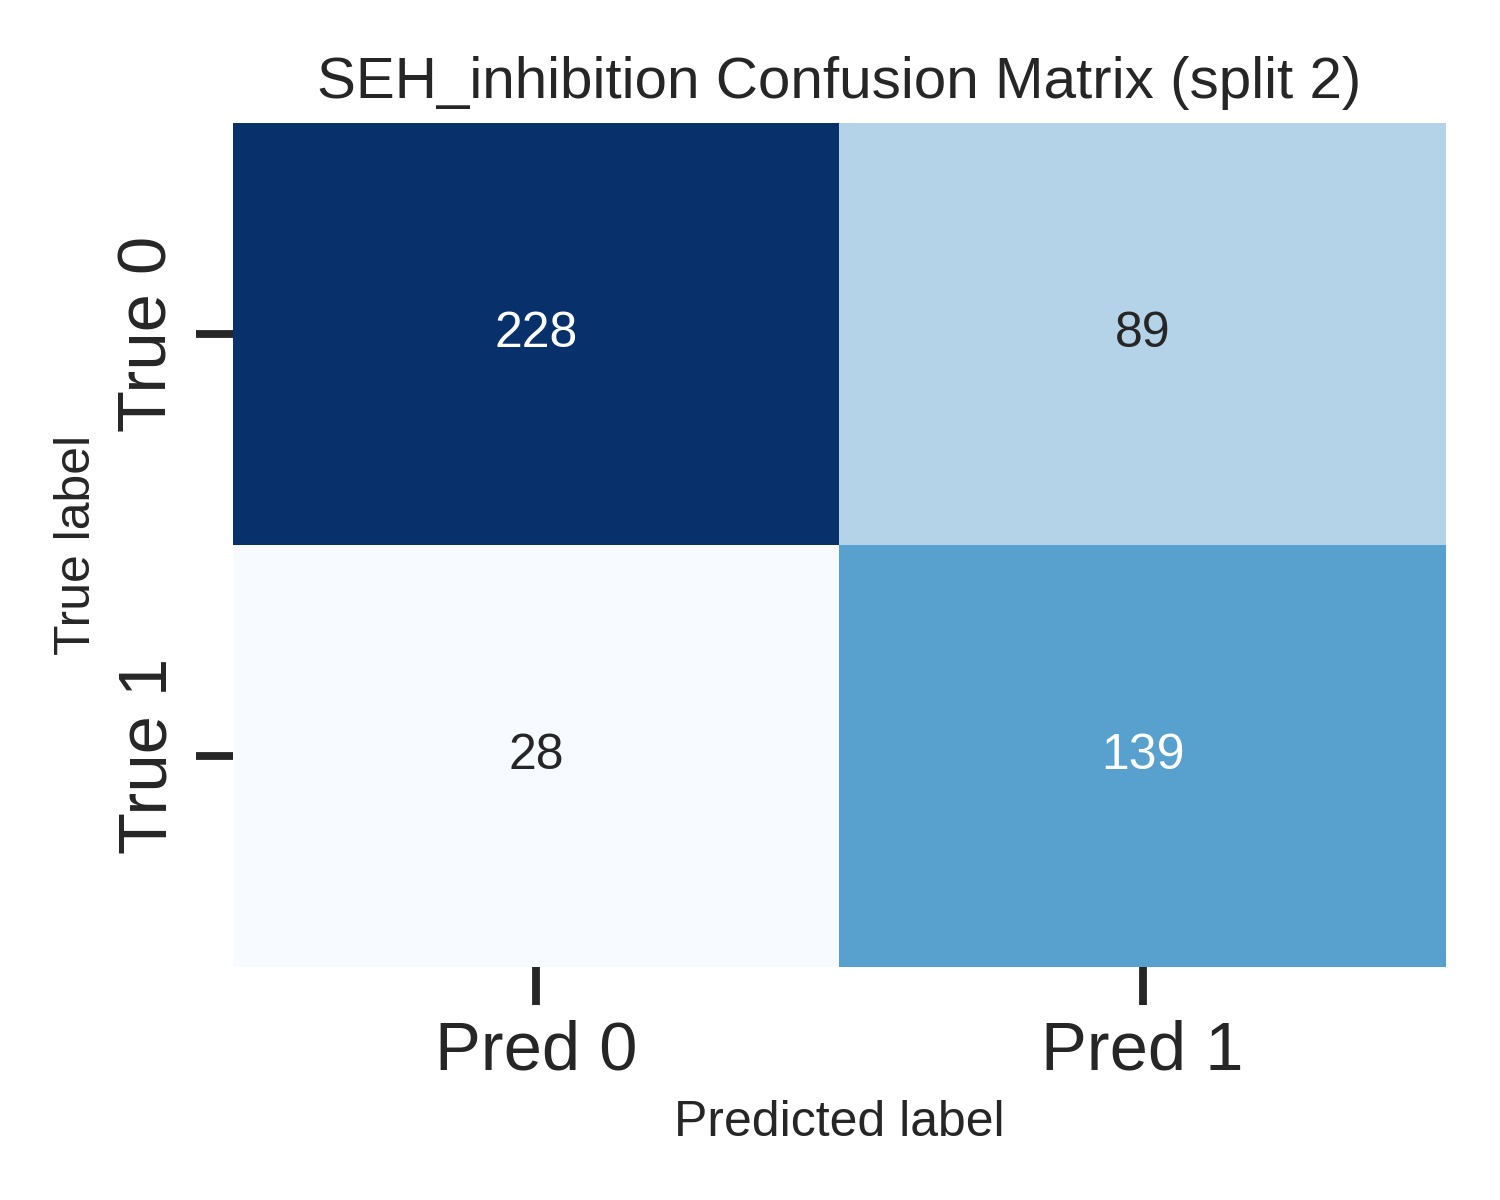 SEH_inhibition Confusion Matrix (split 2)
True label
True 0
228
89
True 1
28
139
Pred 0
Pred 1
Predicted label